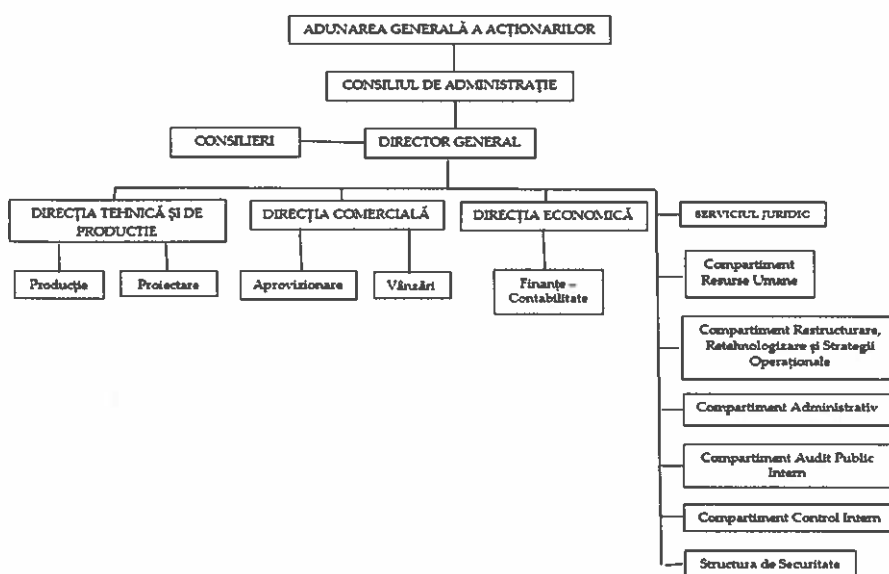 ADUNAREA GENERALĂ A ACȚIONARILOR
CONSILIUL DE ADMINISTRAȚIE
CONSILIERI
DIRECTOR GENERAL
DIRECȚIA TEHNICĂ ȘI DE
PRODUCTIE
DIRECȚIA COMERCIALĂ
DIRECȚIA ECONOMICĂ
SERVICIUL JURIDIC
Producție
Proiectare
Aprovizionare
Vânzări
Finanțe –
Contabilitate
Compartiment
Resurse Umane
Compartiment Restructurare,
Retehnologizare și Strategii
Operaționale
Compartiment Administrativ
Compartiment Audit Public
Intern
Compartiment Control Intern
Structura de Securitate